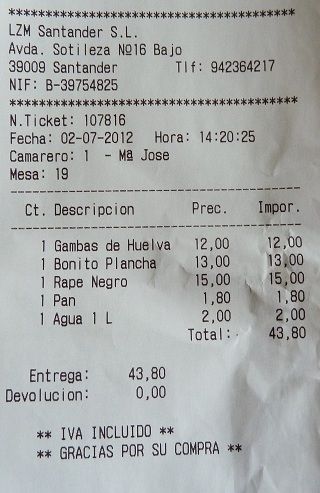 ****************************************
LZM Santander S.L.
Avda. Sotileza Nº16 Bajo
39009 Santander Tlf: 942364217
NIF: B-39754825
****************************************
N.Ticket: 107816
Fecha: 02-07-2012 Hora: 14:20:25
Camarero: 1 - Mª Jose
Mesa: 19
----------------------------------------
Ct. Descripcion Prec. Impor.
----------------------------------------
1 Gambas de Huelva 12,00 12,00
1 Bonito Plancha 13,00 13,00
1 Rape Negro 15,00 15,00
1 Pan 1,80 1,80
1 Agua 1 L 2,00 2,00
Total: 43,80
Entrega: 43,80
Devolucion: 0,00
** IVA INCLUIDO **
** GRACIAS POR SU COMPRA **